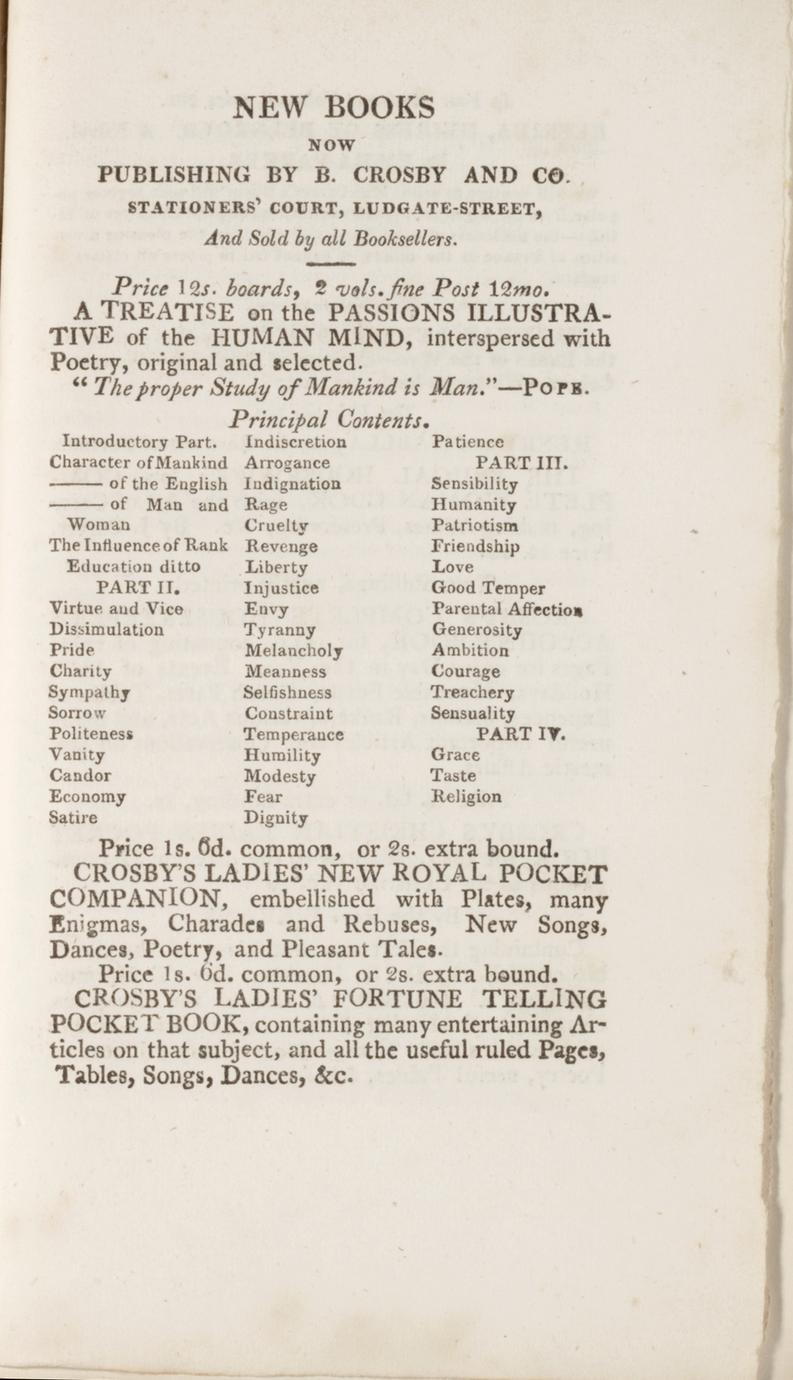 NEW BOOKS
NOW
PUBLISHING BY B. CROSBY AND CO.
STATIONERS' COURT, LUDGATE-STREET,
And Sold by all Booksellers.
Price 12s. boards, 2 vols. fine Post 12mo.
A TREATISE on the PASSIONS ILLUSTRA-
TIVE of the HUMAN MIND, interspersed with
Poetry, original and selected.
"The proper Study of Mankind is Man."—POPE.
Principal Contents.
Introductory Part.
Character of Mankind
—— of the English
—— of Man and
Woman
The Influence of Rank
Education ditto
PART II.
Virtue and Vice
Dissimulation
Pride
Charity
Sympathy
Sorrow
Politeness
Vanity
Candor
Economy
Satire
Indiscretion
Arrogance
Indignation
Rage
Cruelty
Revenge
Liberty
Injustice
Envy
Tyranny
Melancholy
Meanness
Selfishness
Constraint
Temperance
Humility
Modesty
Fear
Dignity
Patience
PART III.
Sensibility
Humanity
Patriotism
Friendship
Love
Good Temper
Parental Affection
Generosity
Ambition
Courage
Treachery
Sensuality
PART IV.
Grace
Taste
Religion
Price 1s. 6d. common, or 2s. extra bound.
CROSBY'S LADIES' NEW ROYAL POCKET
COMPANION, embellished with Plates, many
Enigmas, Charades and Rebuses, New Songs,
Dances, Poetry, and Pleasant Tales.
Price 1s. 6d. common, or 2s. extra bound.
CROSBY'S LADIES' FORTUNE TELLING
POCKET BOOK, containing many entertaining Ar-
ticles on that subject, and all the useful ruled Pages,
Tables, Songs, Dances, &c.